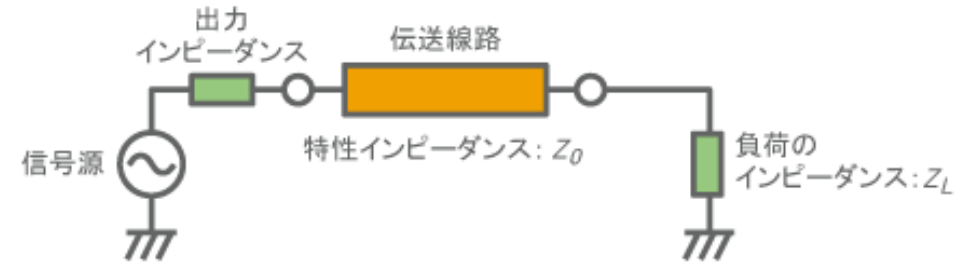 出力
インピーダンス
伝送線路
信号源
特性インピーダンス: Z0
負荷の
インピーダンス:ZL